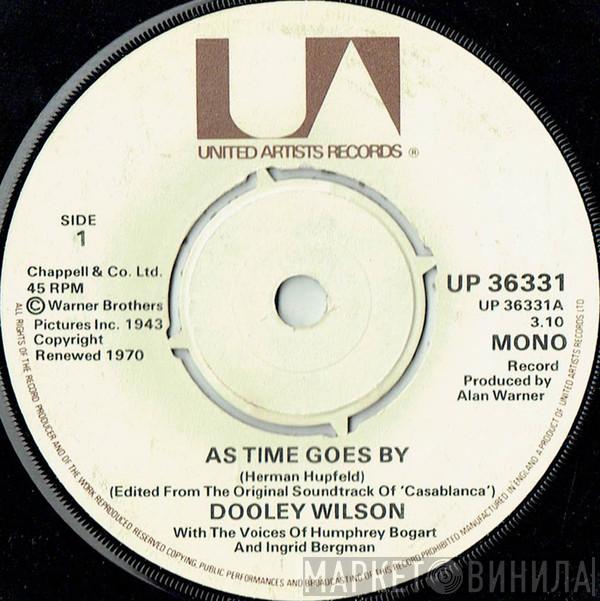 UA
UNITED ARTISTS RECORDS ®
SIDE
1
Chappell & Co. Ltd.
45 RPM
© Warner Brothers
Pictures Inc. 1943
Copyright
Renewed 1970
UP 36331
UP 36331A
3.10
MONO
Record
Produced by
Alan Warner
AS TIME GOES BY
(Herman Hupfeld)
(Edited From The Original Soundtrack Of 'Casablanca')
DOOLEY WILSON
With The Voices Of Humphrey Bogart
And Ingrid Bergman
ALL RIGHTS OF THE RECORD PRODUCER AND OF THE WORK REPRODUCED RESERVED COPYING, PUBLIC PERFORMANCES AND BROADCASTING OF THIS RECORD PROHIBITED MANUFACTURED IN ENGLAND A PRODUCT OF UNITED ARTISTS RECORDS LTD
МАРКЕТ ВИНИЛА